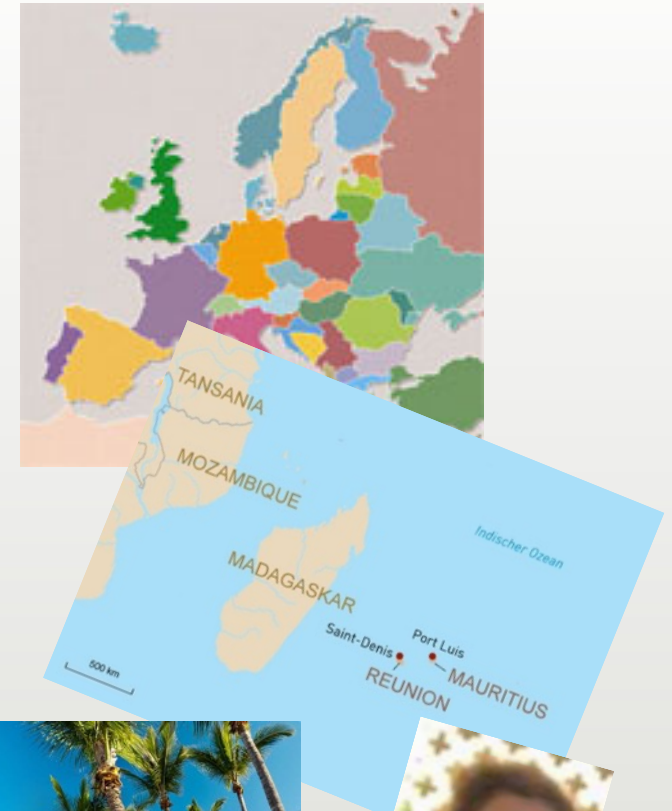 TANSANIA
MOZAMBIQUE
Indischer Ozean
MADAGASKAR
Saint-Denis
Port Luis
REUNION
MAURITIUS
500 km